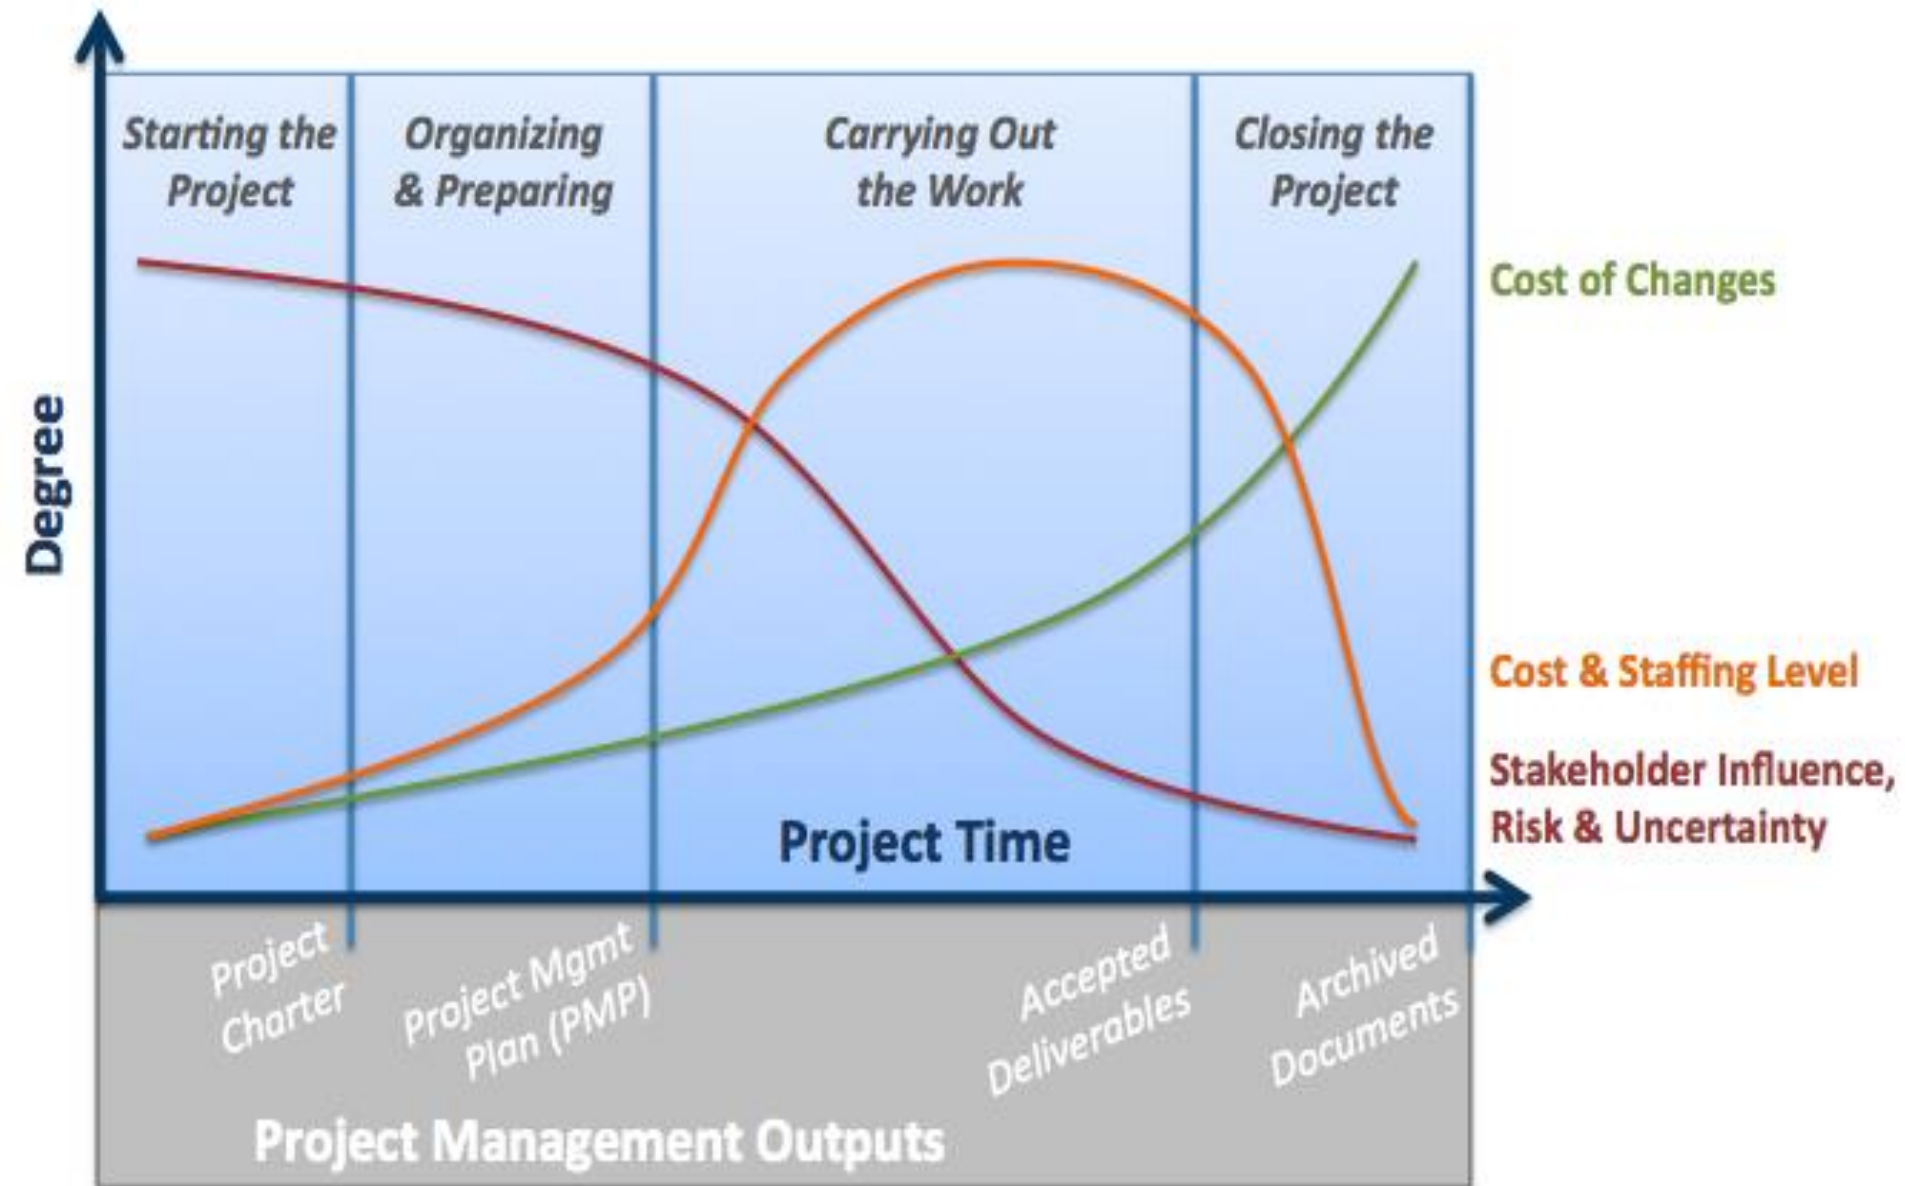 Starting the
Project
Organizing
& Preparing
Carrying Out
the Work
Closing the
Project
Degree
Cost of Changes
Cost & Staffing Level
Stakeholder Influence,
Risk & Uncertainty
Project Time
Project
Charter
Project Mgmt
Plan (PMP)
Accepted
Deliverables
Archived
Documents
Project Management Outputs